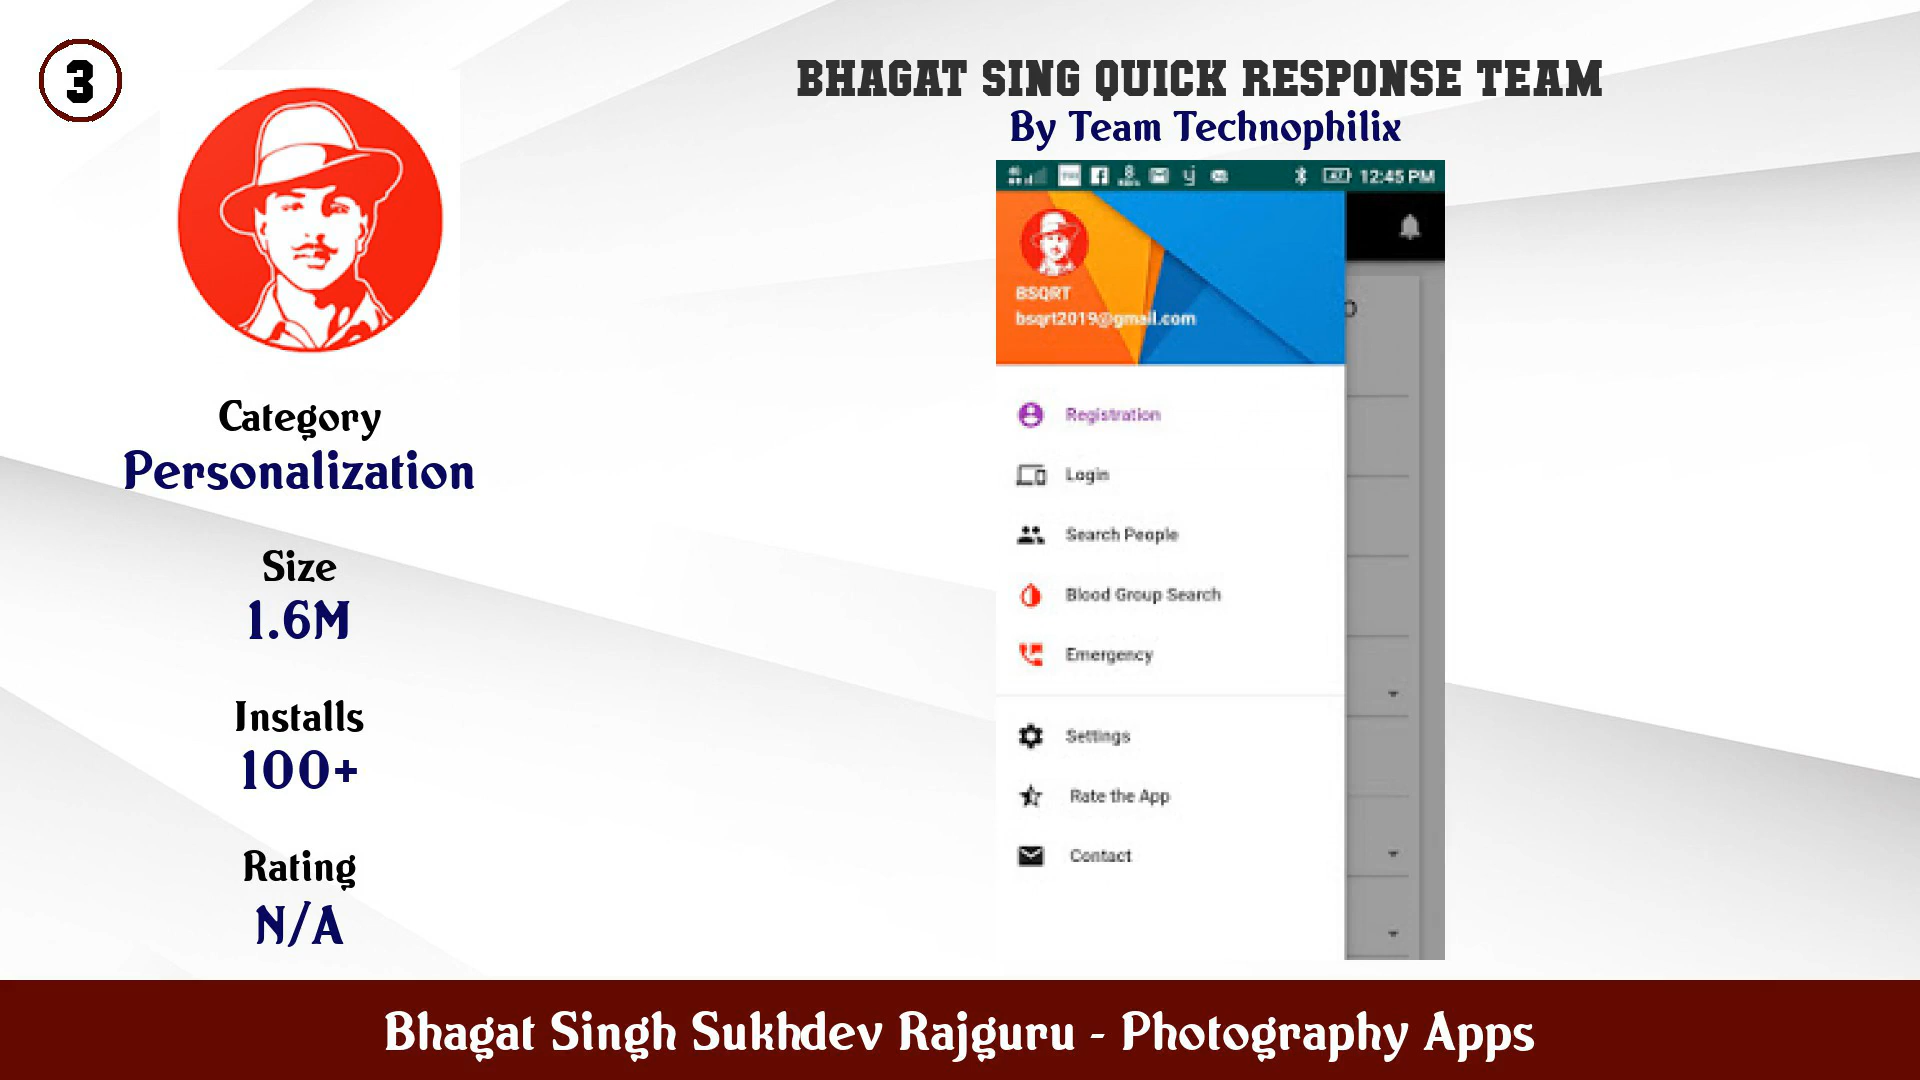 3
BHAGAT SING QUICK RESPONSE TEAM
By Team Technophilix
12:45 PM
BSQRT
bsqrt2019@gmail.com
Registration
Login
Search People
Blood Group Search
Emergency
Settings
Rate the App
Contact
Category
Personalization
Size
1.6M
Installs
100+
Rating
N/A
Bhagat Singh Sukhdev Rajguru - Photography Apps